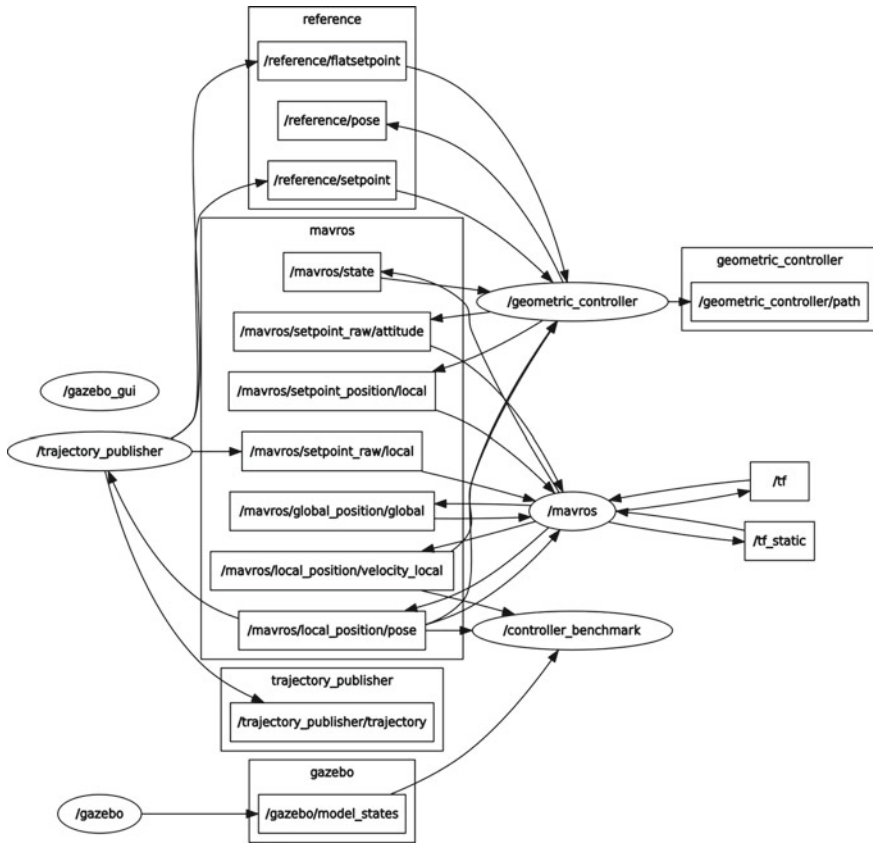 reference
/reference/flatsetpoint
/reference/pose
/reference/setpoint
mavros
/mavros/state
/geometric_controller
geometric_controller
/geometric_controller/path
/mavros/setpoint_raw/attitude
/mavros/setpoint_position/local
/gazebo_gui
/trajectory_publisher
/mavros/setpoint_raw/local
/mavros/global_position/global
/mavros
/tf
/tf_static
/mavros/local_position/velocity_local
/mavros/local_position/pose
/controller_benchmark
trajectory_publisher
/trajectory_publisher/trajectory
gazebo
/gazebo
/gazebo/model_states